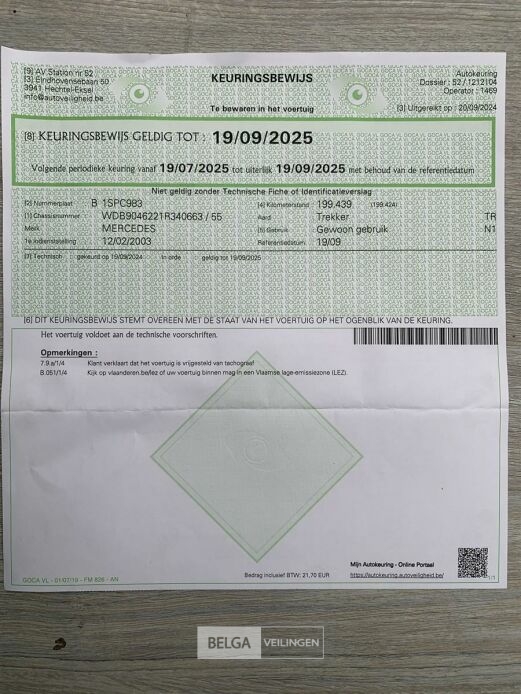 [9] AV Station nr 52
[3] Eindhovensebaan 50
3941 Hechtel-Eksel
info@autoveiligheid.be
KEURINGSBEWIJS
Te bewaren in het voertuig
Autokeuring
Dossier : 52 / 1212104
Operator : 1469
[3] Uitgereikt op : 20/09/2024
[8] KEURINGSBEWIJS GELDIG TOT : 19/09/2025
Volgende periodieke keuring vanaf 19/07/2025 tot uiterlijk 19/09/2025 met behoud van de referentiedatum
Niet geldig zonder Technische Fiche of Identificatieverslag
[2] Nummerplaat B 1SPC983 [4] Kilometerstand 199.439 (199.424)
[1] Chassisnummer WDB9046221R340663 / 55 Aard Trekker TR
Merk MERCEDES [5] Gebruik Gewoon gebruik N1
1e indienststelling 12/02/2003 Referentiedatum 19/09
[7] Technisch gekeurd op 19/09/2024 In orde geldig tot 19/09/2025
[6] DIT KEURINGSBEWIJS STEMT OVEREEN MET DE STAAT VAN HET VOERTUIG OP HET OGENBLIK VAN DE KEURING.
Het voertuig voldoet aan de technische voorschriften.
Opmerkingen :
7.9.a/1/4 Klant verklaart dat het voertuig is vrijgesteld van tachograaf
B.051/1/4 Kijk op vlaanderen.be/lez of uw voertuig binnen mag in een Vlaamse lage-emissiezone (LEZ).
Mijn Autokeuring - Online Portaal
https://autokeuring.autoveiligheid.be/
GOCA VL - 01/07/19 - FM 826 - AN
Bedrag inclusief BTW: 21,70 EUR
1/1
BELGA VEILINGEN